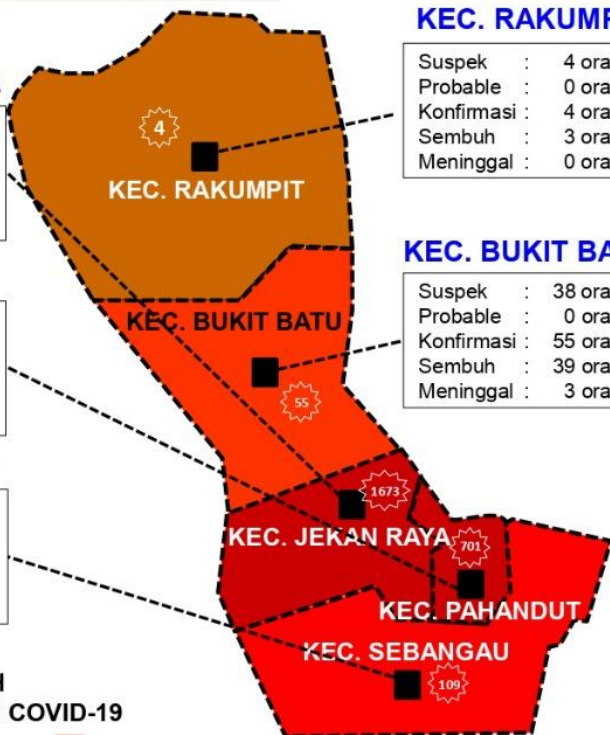 KEC. RAKUMP
Suspek : 4 ora
Probable : 0 ora
Konfirmasi : 4 ora
Sembuh : 3 ora
Meninggal : 0 ora
4
KEC. RAKUMPIT
KEC. BUKIT BA
Suspek : 38 ora
Probable : 0 ora
Konfirmasi : 55 ora
Sembuh : 39 ora
Meninggal : 3 ora
KEC. BUKIT BATU
55
1673
KEC. JEKAN RAYA
701
KEC. PAHANDUT
KEC. SEBANGAU
109
H
COVID-19